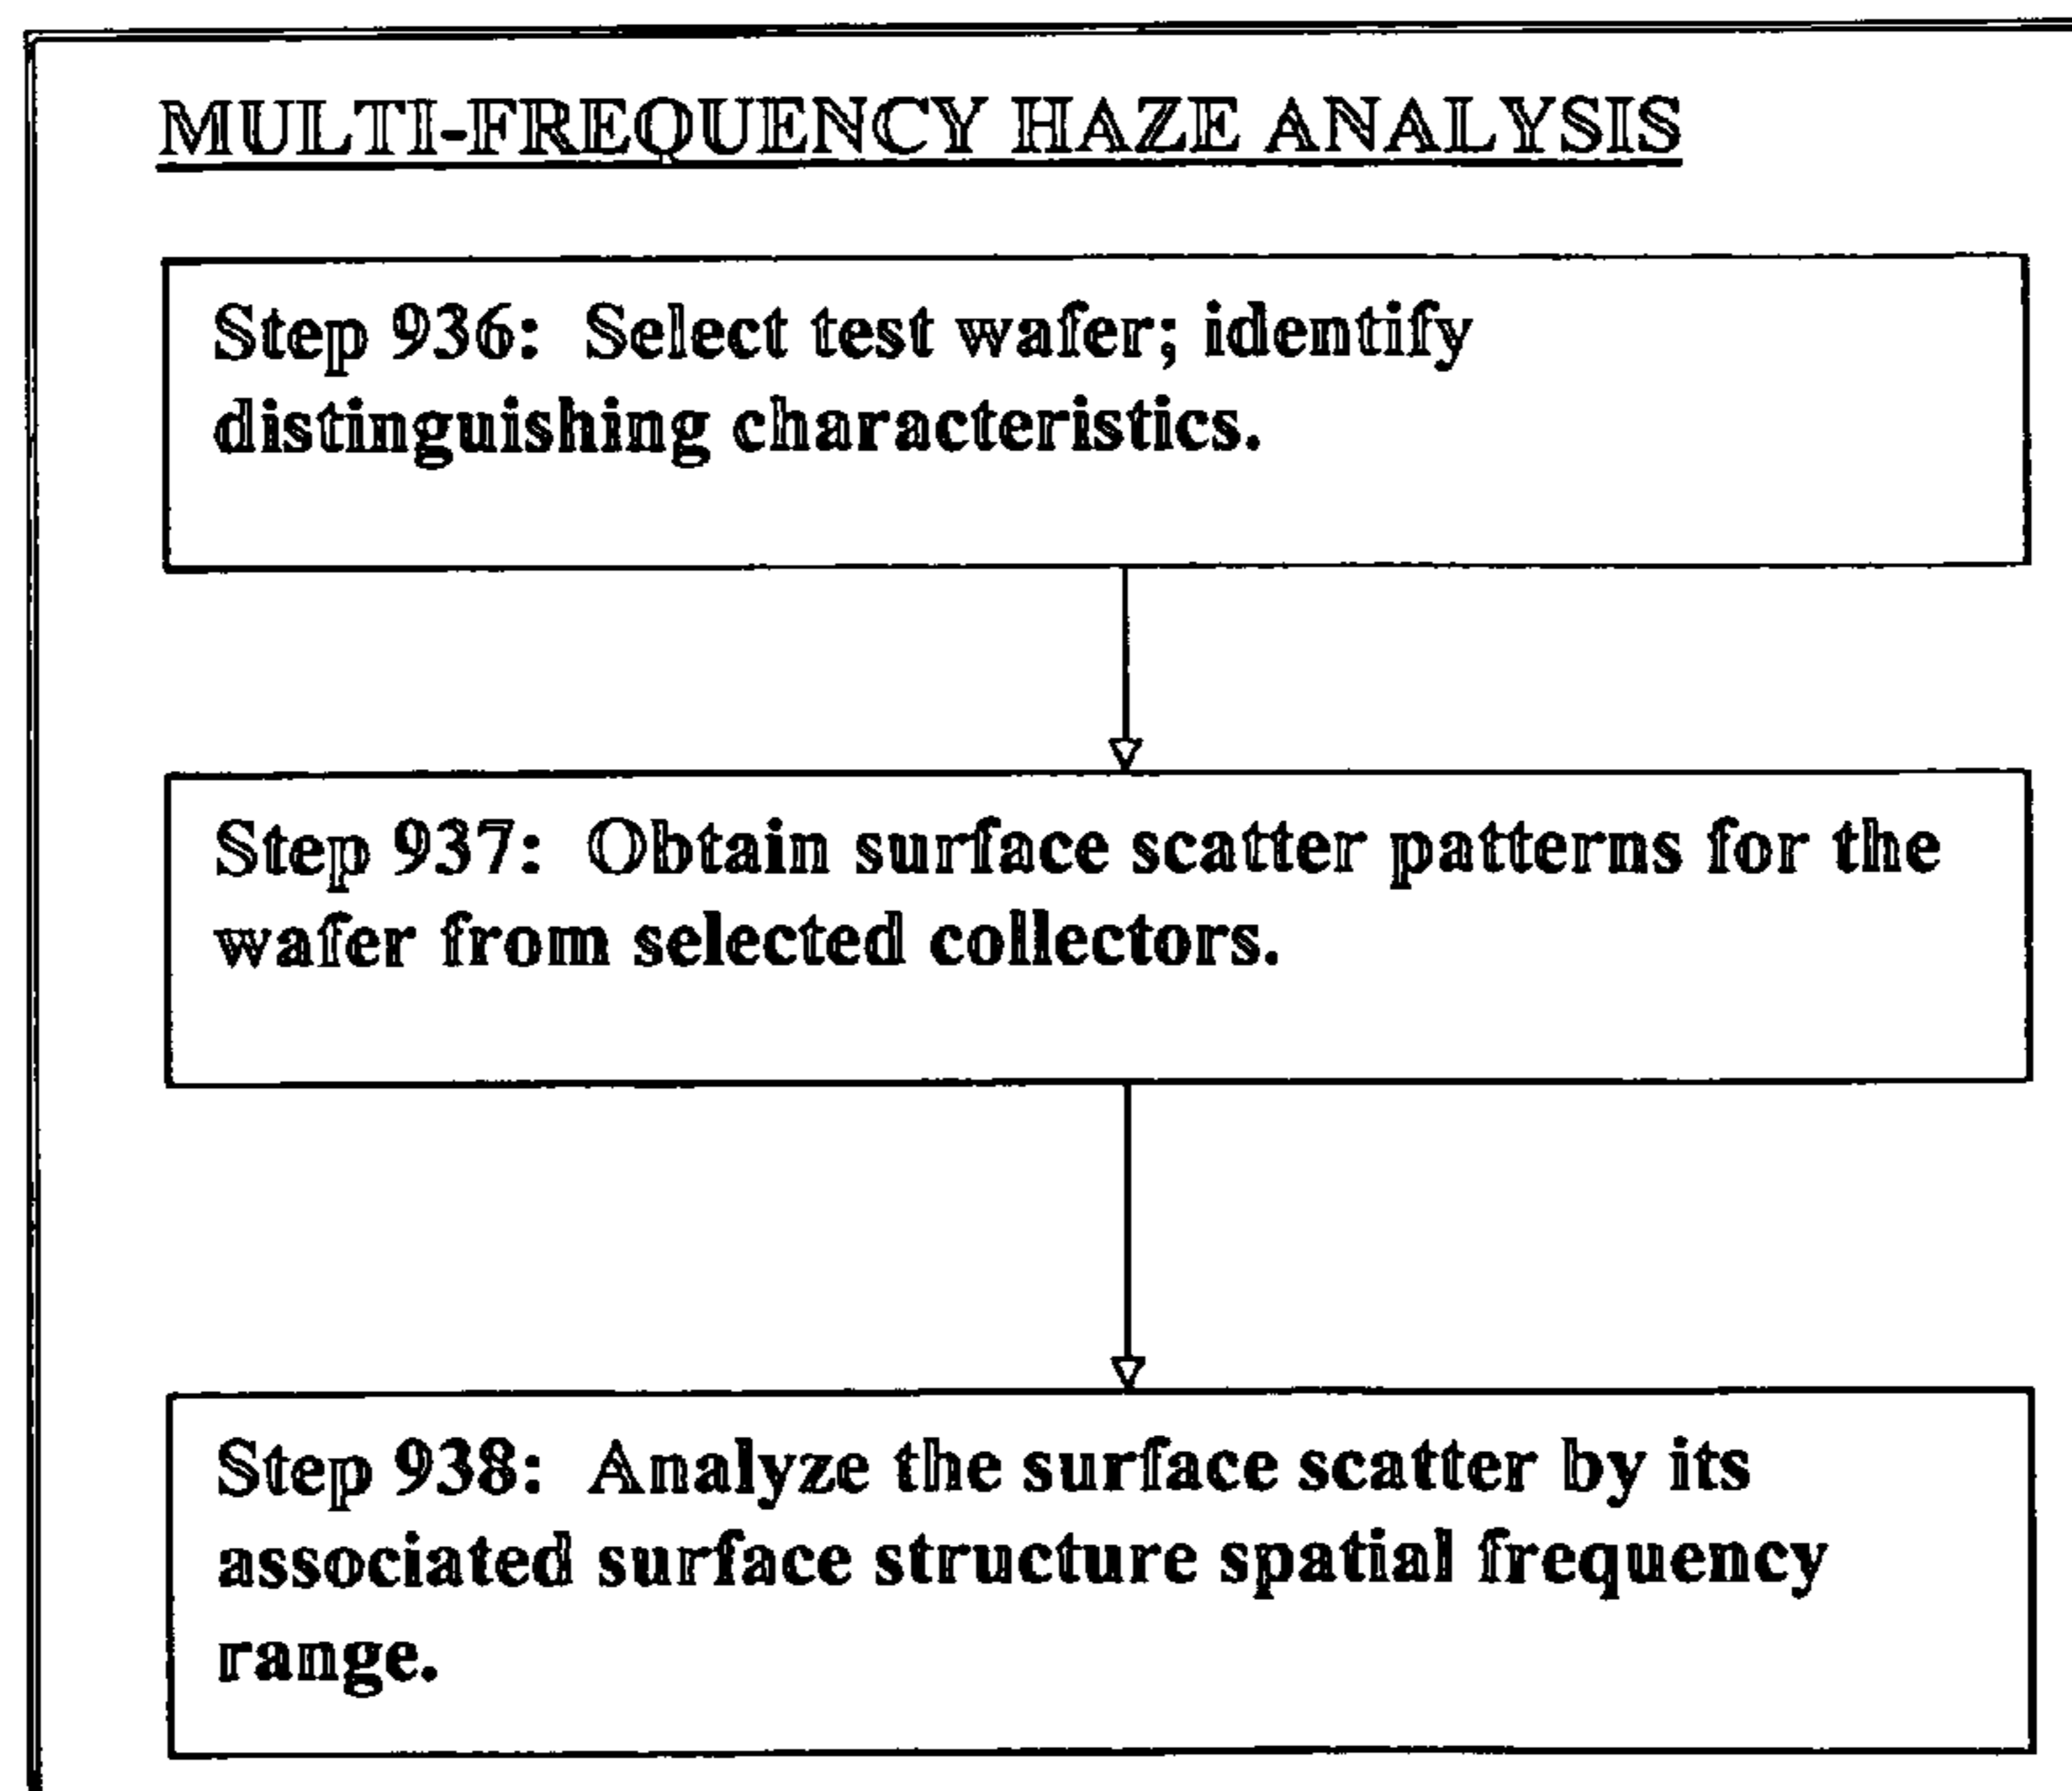 MULTI-FREQUENCY HAZE ANALYSIS
Step 936: Select test wafer; identify
distinguishing characteristics.
Step 937: Obtain surface scatter patterns for the
wafer from selected collectors.
Step 938: Analyze the surface scatter by its
associated surface structure spatial frequency
range.